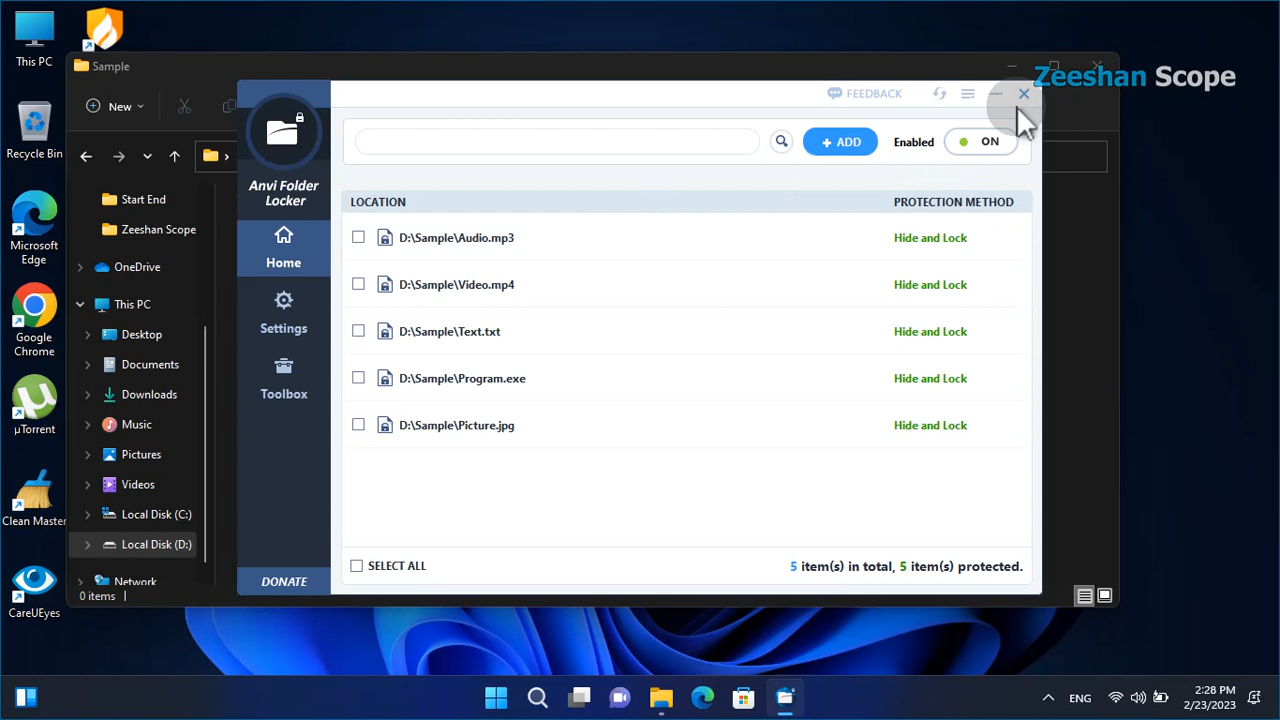 This PC
Recycle Bin
Microsoft
Edge
Google
Chrome
µTorrent
Clean Master
CareUEyes
Sample
Zeeshan Scope
New
Start End
Zeeshan Scope
OneDrive
This PC
Desktop
Documents
Downloads
Music
Pictures
Videos
Local Disk (C:)
Local Disk (D:)
Network
0 items
FEEDBACK
ADD
Enabled
ON
Anvi Folder
Locker
Home
Settings
Toolbox
DONATE
LOCATION PROTECTION METHOD
D:\Sample\Audio.mp3 Hide and Lock
D:\Sample\Video.mp4 Hide and Lock
D:\Sample\Text.txt Hide and Lock
D:\Sample\Program.exe Hide and Lock
D:\Sample\Picture.jpg Hide and Lock
SELECT ALL
5 item(s) in total, 5 item(s) protected.
ENG
2:28 PM
2/23/2023